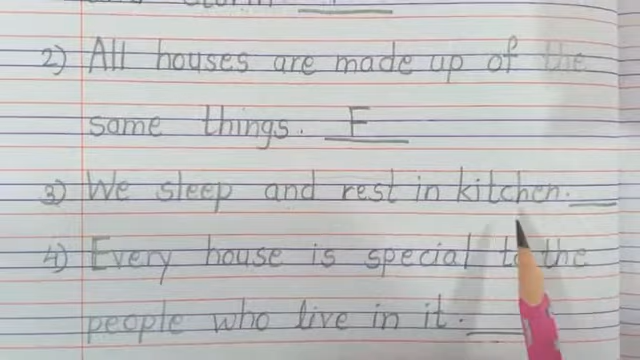 2) All houses are made up of the
same things. F
3) We sleep and rest in kitchen.
4) Every house is special to the
people who live in it.